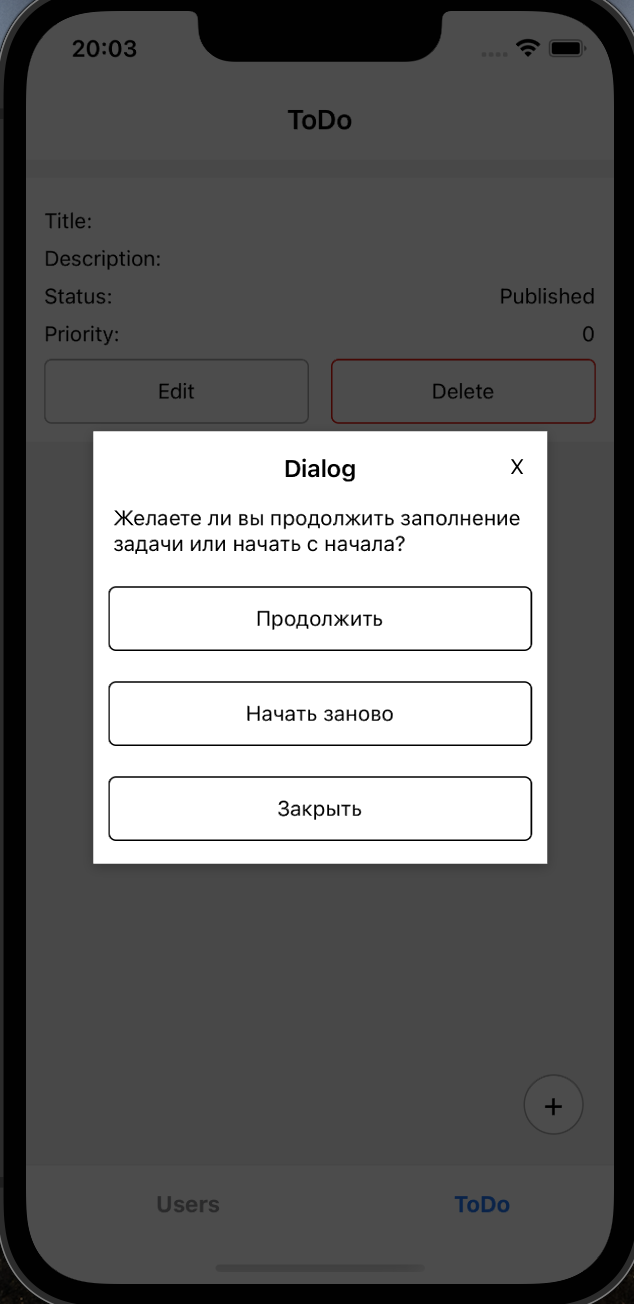 20:03
ToDo
Title:
Description:
Status: Published
Priority: 0
Edit Delete
Dialog X
Желаете ли вы продолжить заполнение
задачи или начать с начала?
Продолжить
Начать заново
Закрыть
+
Users ToDo